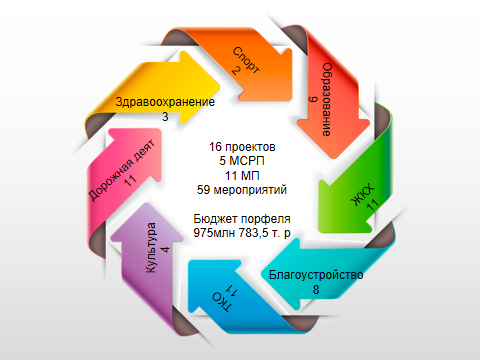 Спорт
2
Образование
9
ЖКХ
11
Благоустройство
8
ТКО
11
Культура
4
Дорожная деят
11
Здравоохранение
3
16 проектов
5 МСРП
11 МП
59 мероприятий
Бюджет порфеля
975млн 783,5 т. р